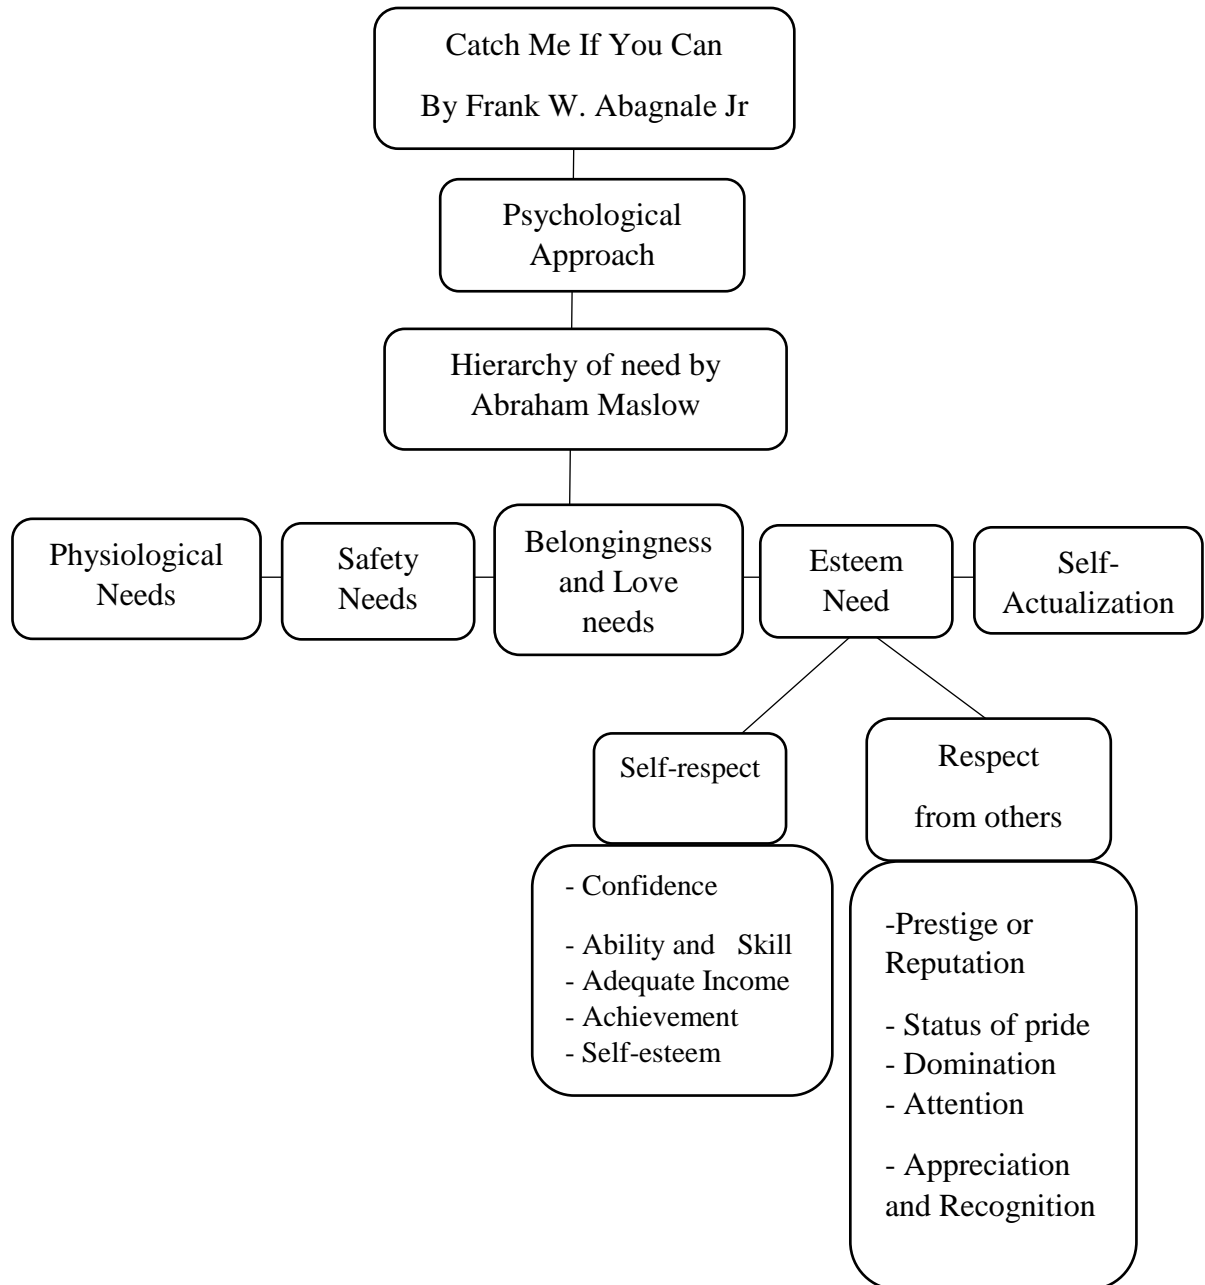 Catch Me If You Can
By Frank W. Abagnale Jr
Psychological
Approach
Hierarchy of need by
Abraham Maslow
Physiological
Needs
Safety
Needs
Belongingness
and Love
needs
Esteem
Need
Self-
Actualization
Self-respect
- Confidence
- Ability and   Skill
- Adequate Income
- Achievement
- Self-esteem
Respect
from others
-Prestige or
Reputation
- Status of pride
- Domination
- Attention
- Appreciation
and Recognition